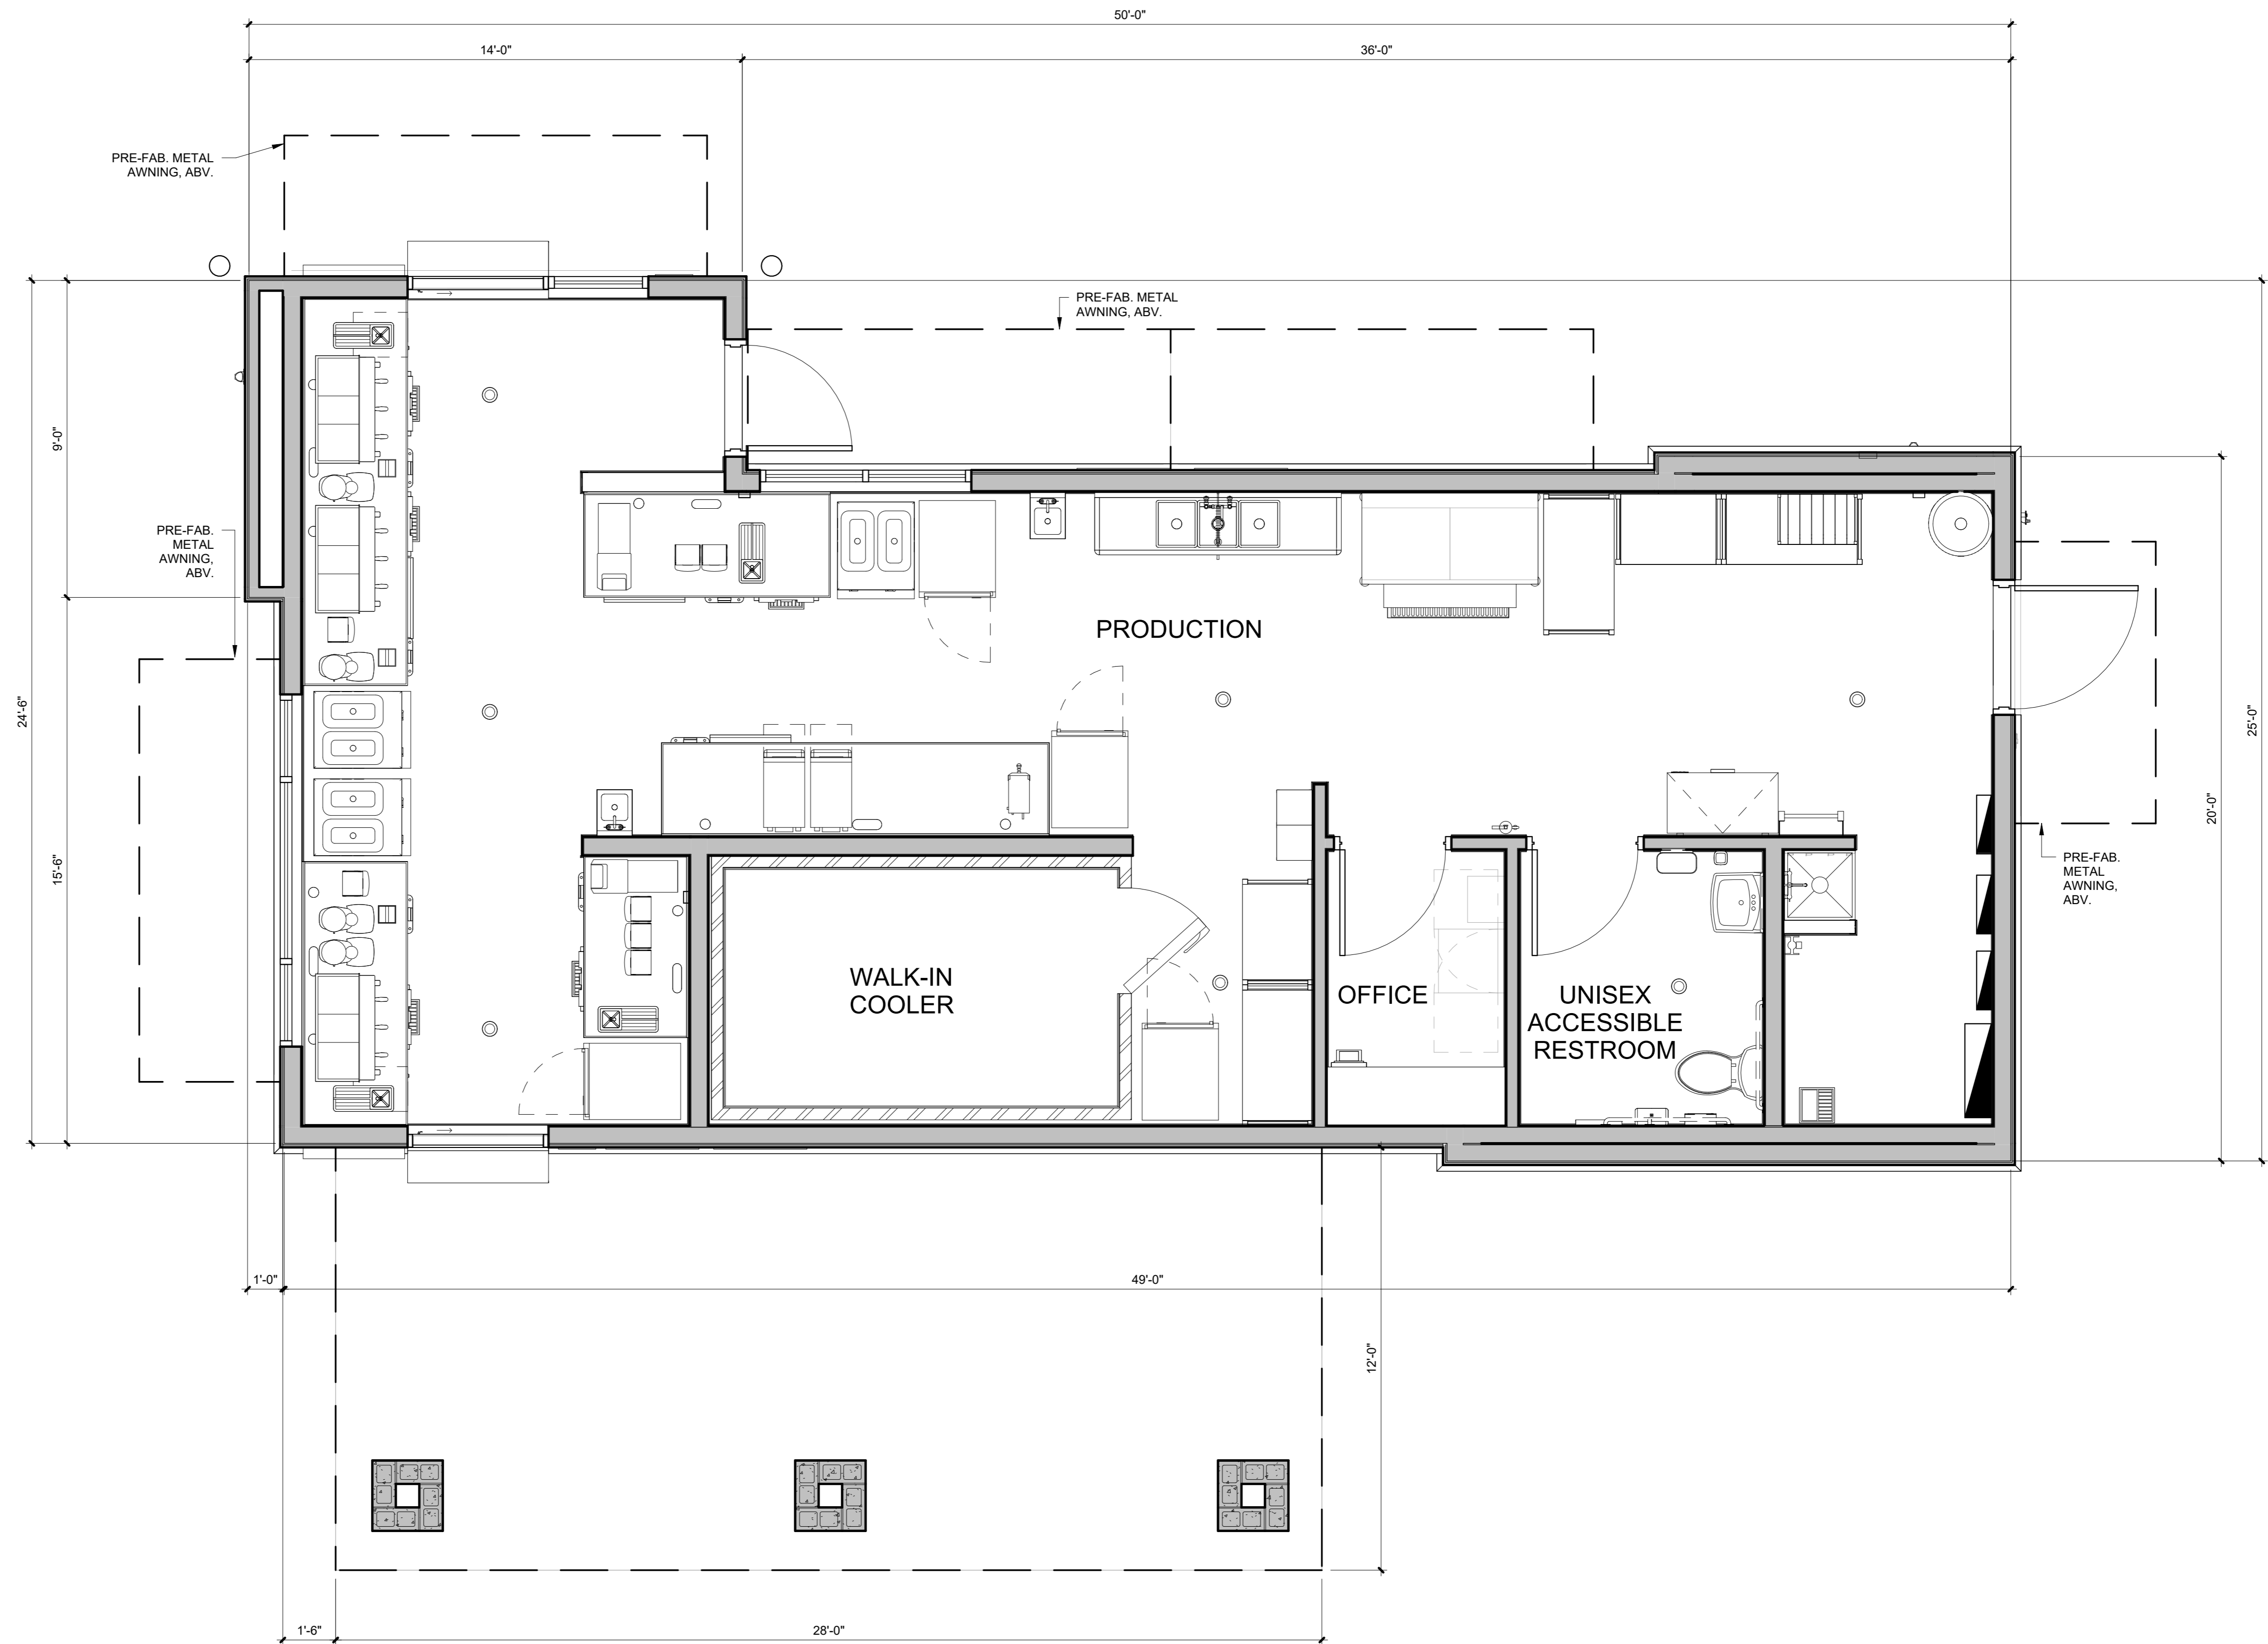 50'-0"
14'-0"
36'-0"
PRE-FAB. METAL
AWNING, ABV.
PRE-FAB. METAL
AWNING, ABV.
9'-0"
PRE-FAB.
METAL
AWNING,
ABV.
PRODUCTION
24'-6"
25'-0"
20'-0"
15'-6"
PRE-FAB.
METAL
AWNING,
ABV.
WALK-IN
COOLER
OFFICE
UNISEX
ACCESSIBLE
RESTROOM
1'-0"
49'-0"
12'-0"
1'-6"
28'-0"